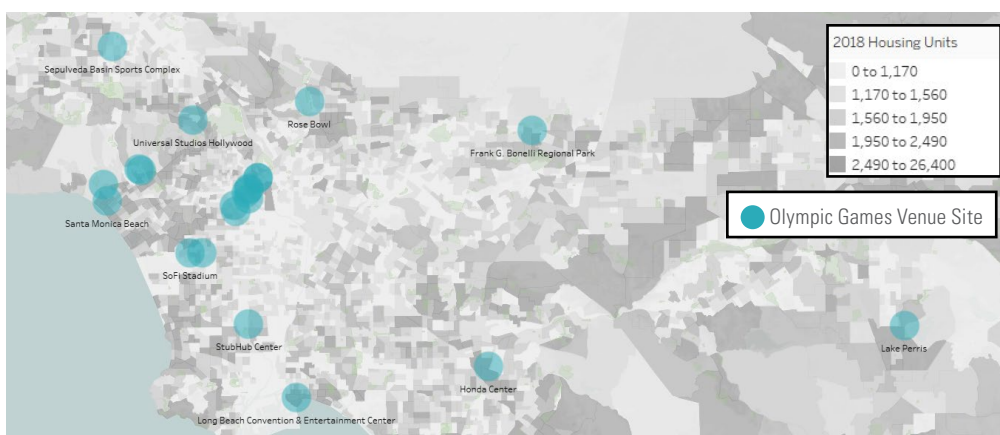 2018 Housing Units
0 to 1,170
1,170 to 1,560
1,560 to 1,950
1,950 to 2,490
2,490 to 26,400
Olympic Games Venue Site
Sepulveda Basin Sports Complex
Rose Bowl
Universal Studios Hollywood
Frank G. Bonelli Regional Park
Santa Monica Beach
SoFi Stadium
StubHub Center
Lake Perris
Honda Center
Long Beach Convention & Entertainment Center